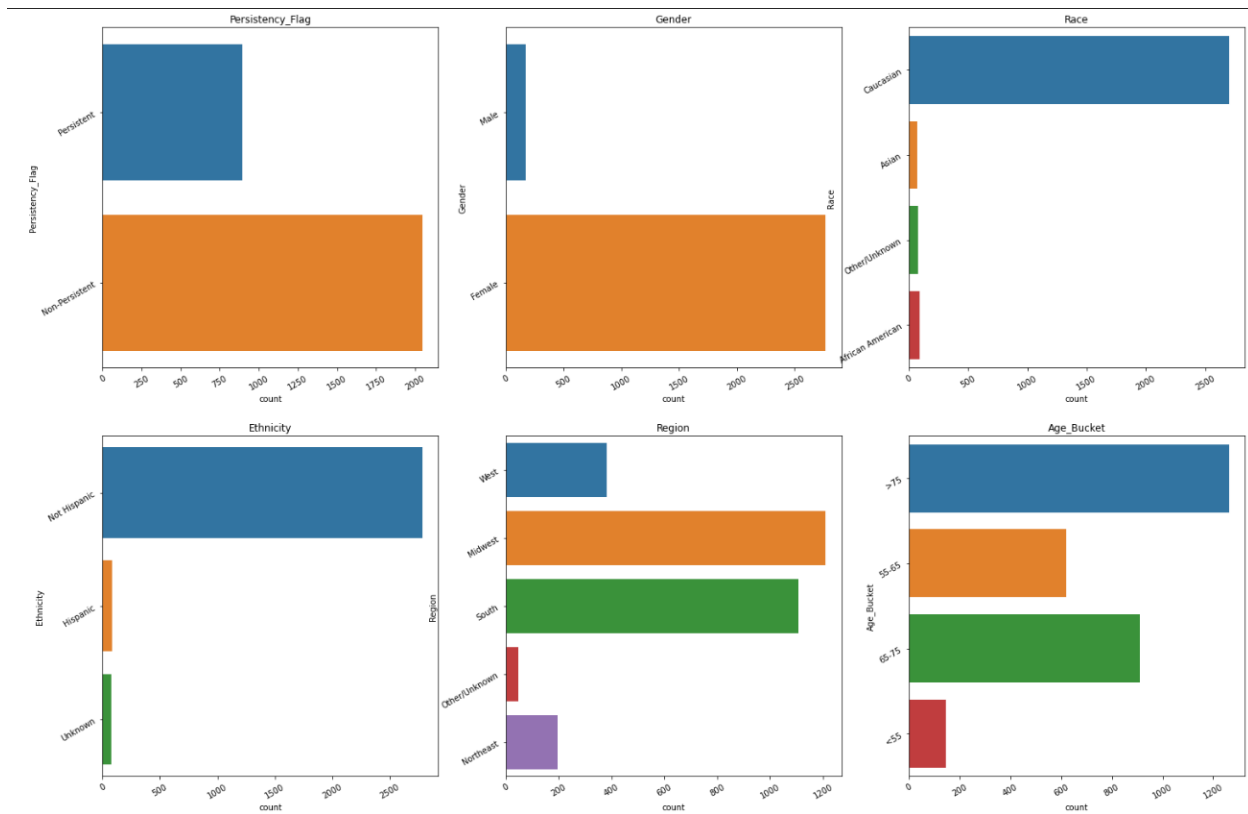 Persistency_Flag
Persistency_Flag
Persistent
Non-Persistent
0
250
500
750
1000
1250
1500
1750
2000
count
Gender
Gender
Male
Female
0
500
1000
1500
2000
2500
count
Race
Race
Caucasian
Asian
Other/Unknown
African American
0
500
1000
1500
2000
2500
count
Ethnicity
Ethnicity
Not Hispanic
Hispanic
Unknown
0
500
1000
1500
2000
2500
count
Region
Region
West
Midwest
South
Other/Unknown
Northeast
0
200
400
600
800
1000
1200
count
Age_Bucket
Age_Bucket
>75
55-65
65-75
<55
0
200
400
600
800
1000
1200
count